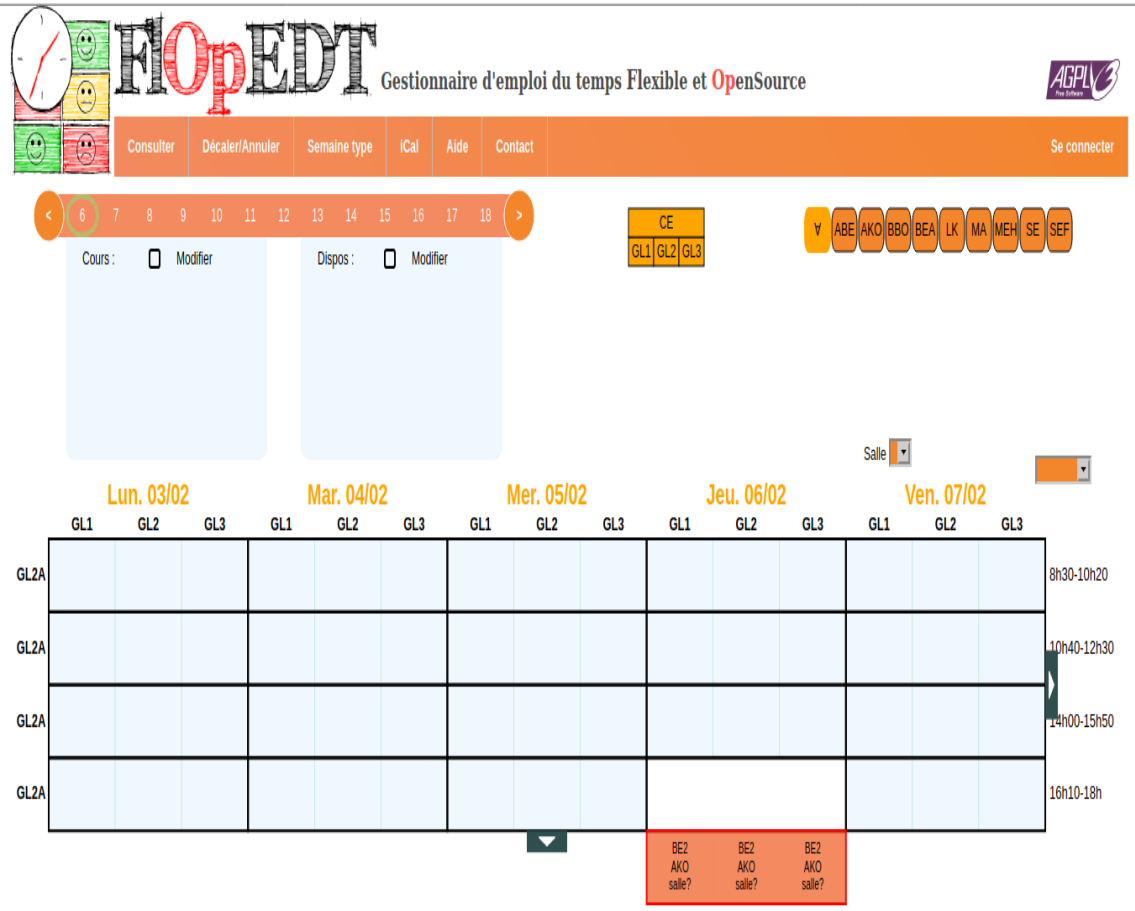 FlOpEDT
Gestionnaire d'emploi du temps Flexible et OpenSource
AGPLV3
Free Software
Consulter Décaler/Annuler Semaine type iCal Aide Contact Se connecter
< 6 7 8 9 10 11 12 13 14 15 16 17 18 >
CE
GL1 GL2 GL3
∀ ABE AKO BBO BEA LK MA MEH SE SEF
Cours : Modifier Dispos : Modifier
Salle
Lun. 03/02 Mar. 04/02 Mer. 05/02 Jeu. 06/02 Ven. 07/02
GL1 GL2 GL3 GL1 GL2 GL3 GL1 GL2 GL3 GL1 GL2 GL3 GL1 GL2 GL3
GL2A 8h30-10h20
GL2A 10h40-12h30
GL2A 14h00-15h50
GL2A 16h10-18h
BE2 BE2 BE2
AKO AKO AKO
salle? salle? salle?